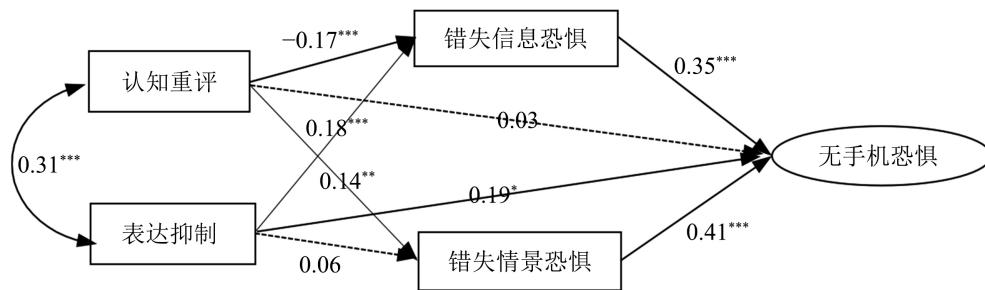 错失信息恐惧
−0.17***
0.35***
认知重评
0.18***
0.03
0.31***
无手机恐惧
0.14**
0.19*
表达抑制
0.41***
错失情景恐惧
0.06